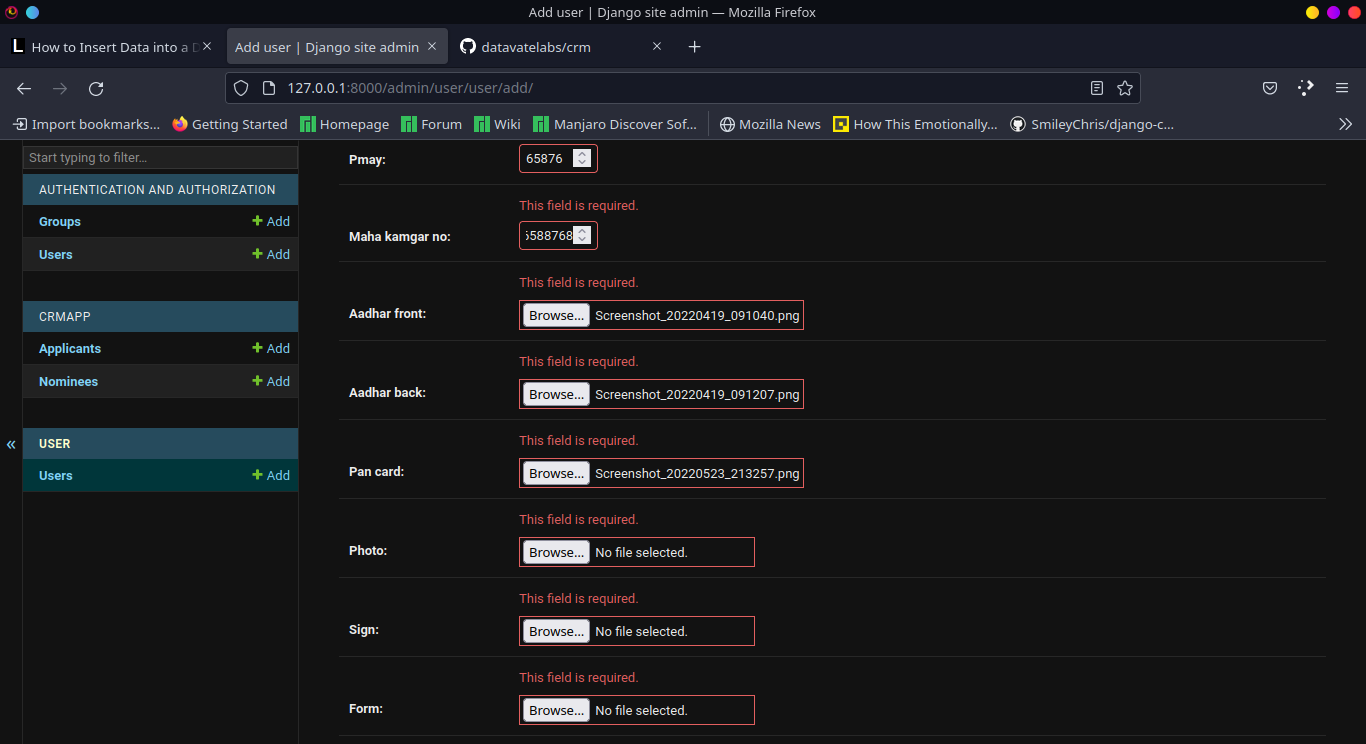 Add user | Django site admin — Mozilla Firefox
How to Insert Data into a D
Add user | Django site admin
datavatelabs/crm
127.0.0.1:8000/admin/user/user/add/
Import bookmarks...
Getting Started
Homepage
Forum
Wiki
Manjaro Discover Sof...
Mozilla News
How This Emotionally...
SmileyChris/django-c...
Start typing to filter...
AUTHENTICATION AND AUTHORIZATION
Groups
Add
Users
Add
CRMAPP
Applicants
Add
Nominees
Add
USER
Users
Add
Pmay:
65876
This field is required.
Maha kamgar no:
5588768
This field is required.
Aadhar front:
Browse... Screenshot_20220419_091040.png
This field is required.
Aadhar back:
Browse... Screenshot_20220419_091207.png
This field is required.
Pan card:
Browse... Screenshot_20220523_213257.png
This field is required.
Photo:
Browse... No file selected.
This field is required.
Sign:
Browse... No file selected.
This field is required.
Form:
Browse... No file selected.